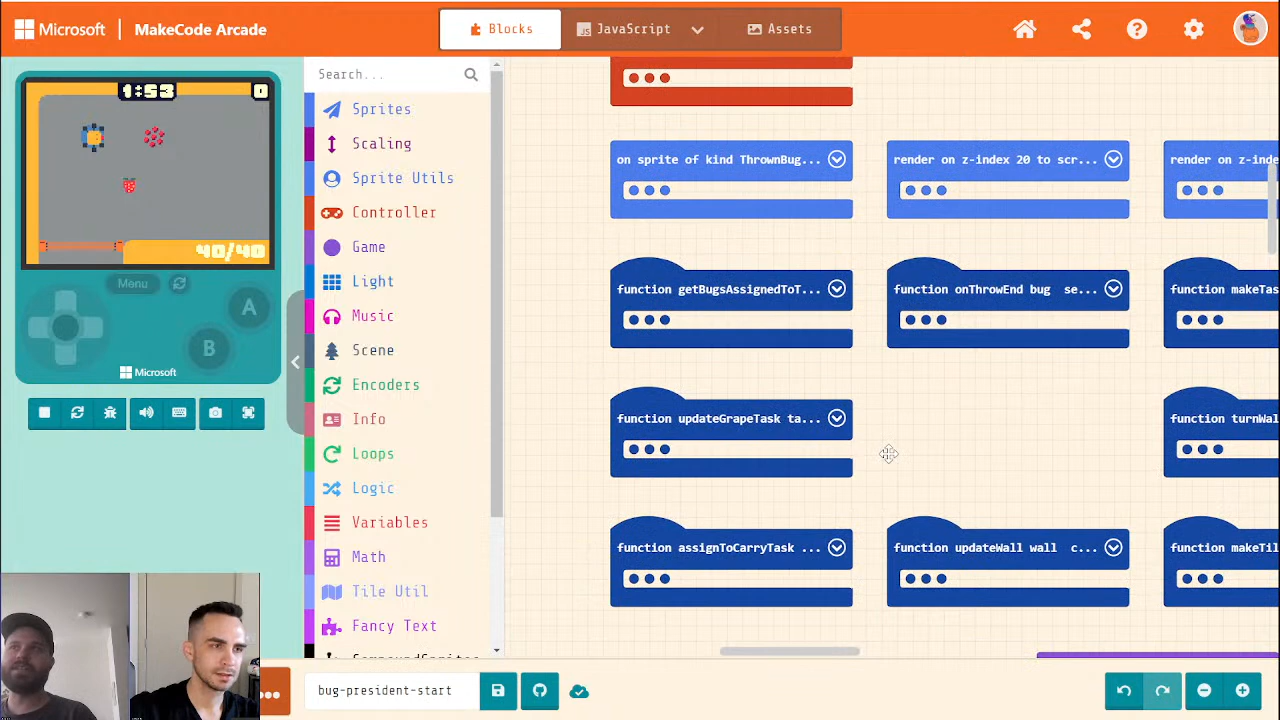 Microsoft
MakeCode Arcade
Blocks
JavaScript
Assets
1:53
0
40/40
Menu
A
B
Microsoft
Search...
Sprites
Scaling
Sprite Utils
Controller
Game
Light
Music
Scene
Encoders
Info
Loops
Logic
Variables
Math
Tile Util
Fancy Text
CompoundSprites
on sprite of kind ThrownBug...
render on z-index 20 to scr...
render on z-inde
function getBugsAssignedToT...
function onThrowEnd bug se...
function makeTas
function updateGrapeTask ta...
function turnWal
function assignToCarryTask ...
function updateWall wall c...
function makeTil
bug-president-start